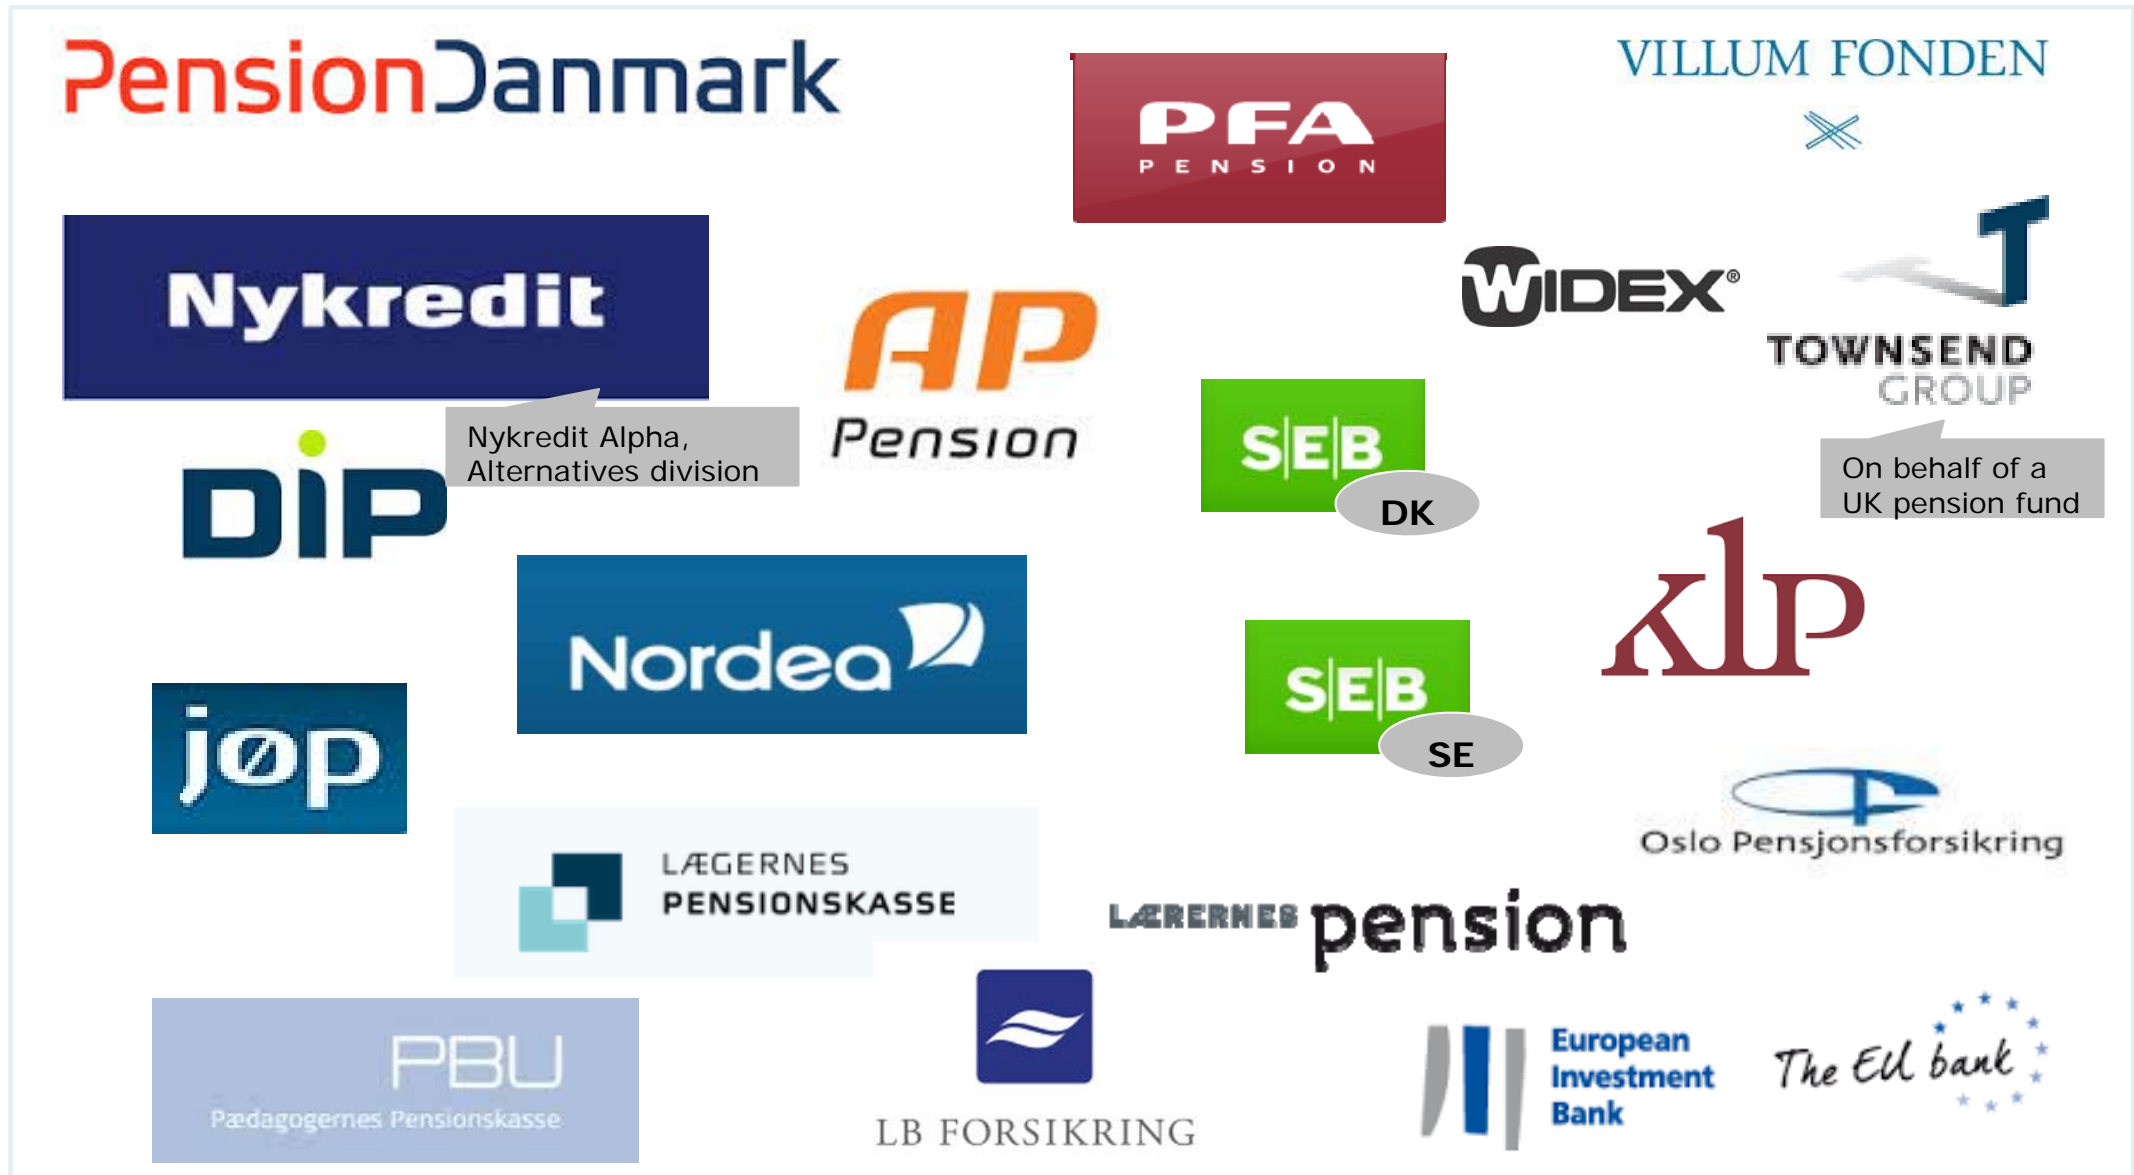 PensionDanmark
PFA
PENSION
VILLUM FONDEN
Nykredit
Nykredit Alpha,
Alternatives division
AP
Pension
WIDEX®
TOWNSEND
GROUP
On behalf of a
UK pension fund
DiP
S|E|B
DK
Nordea
KLP
jøp
S|E|B
SE
Oslo Pensjonsforsikring
LÆGERNES
PENSIONSKASSE
LÆRERNES pension
PBU
Pædagogernes Pensionskasse
LB FORSIKRING
European
Investment
Bank
The EU bank